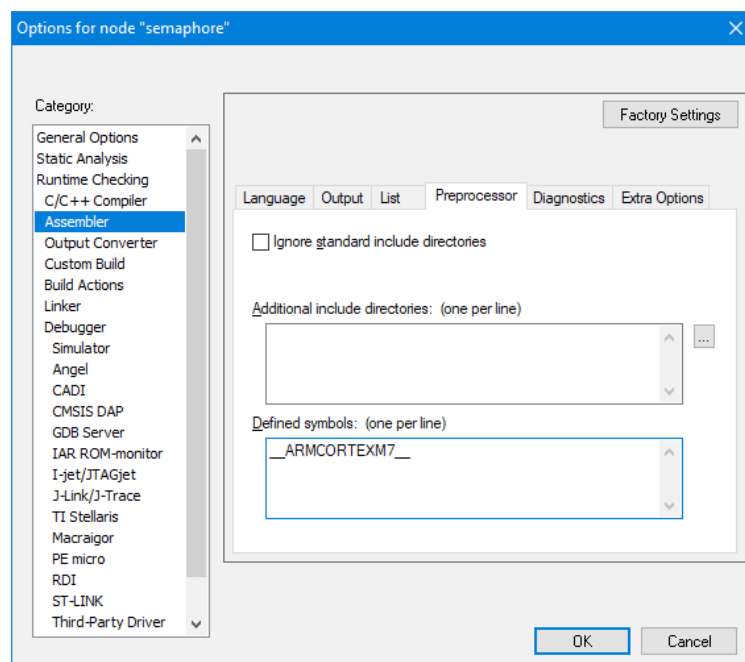 Options for node "semaphore"
Category:
General Options
Static Analysis
Runtime Checking
C/C++ Compiler
Assembler
Output Converter
Custom Build
Build Actions
Linker
Debugger
Simulator
Angel
CADI
CMSIS DAP
GDB Server
IAR ROM-monitor
I-jet/JTAGjet
J-Link/J-Trace
TI Stellaris
Macraigor
PE micro
RDI
ST-LINK
Third-Party Driver
Factory Settings
Language Output List Preprocessor Diagnostics Extra Options
Ignore standard include directories
Additional include directories: (one per line)
...
Defined symbols: (one per line)
__ARMCORTEXM7__
OK Cancel